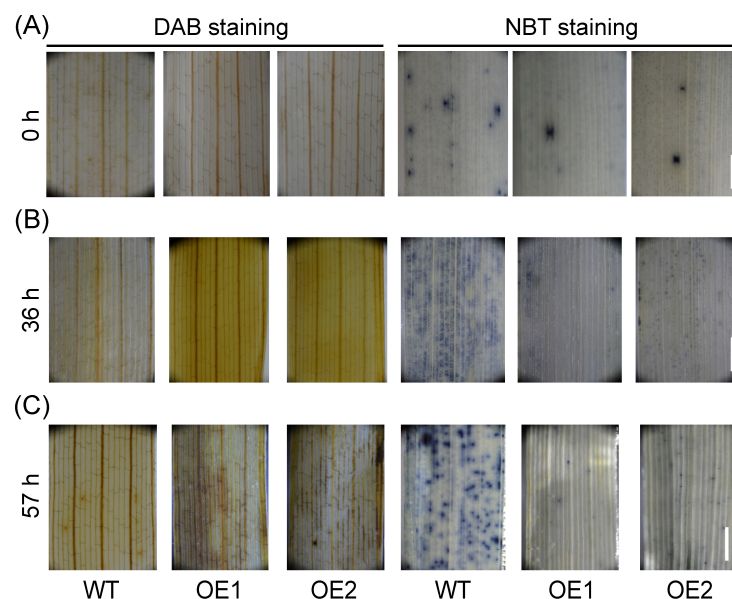 (A) DAB staining NBT staining
0 h
(B)
36 h
(C)
57 h
WT OE1 OE2 WT OE1 OE2